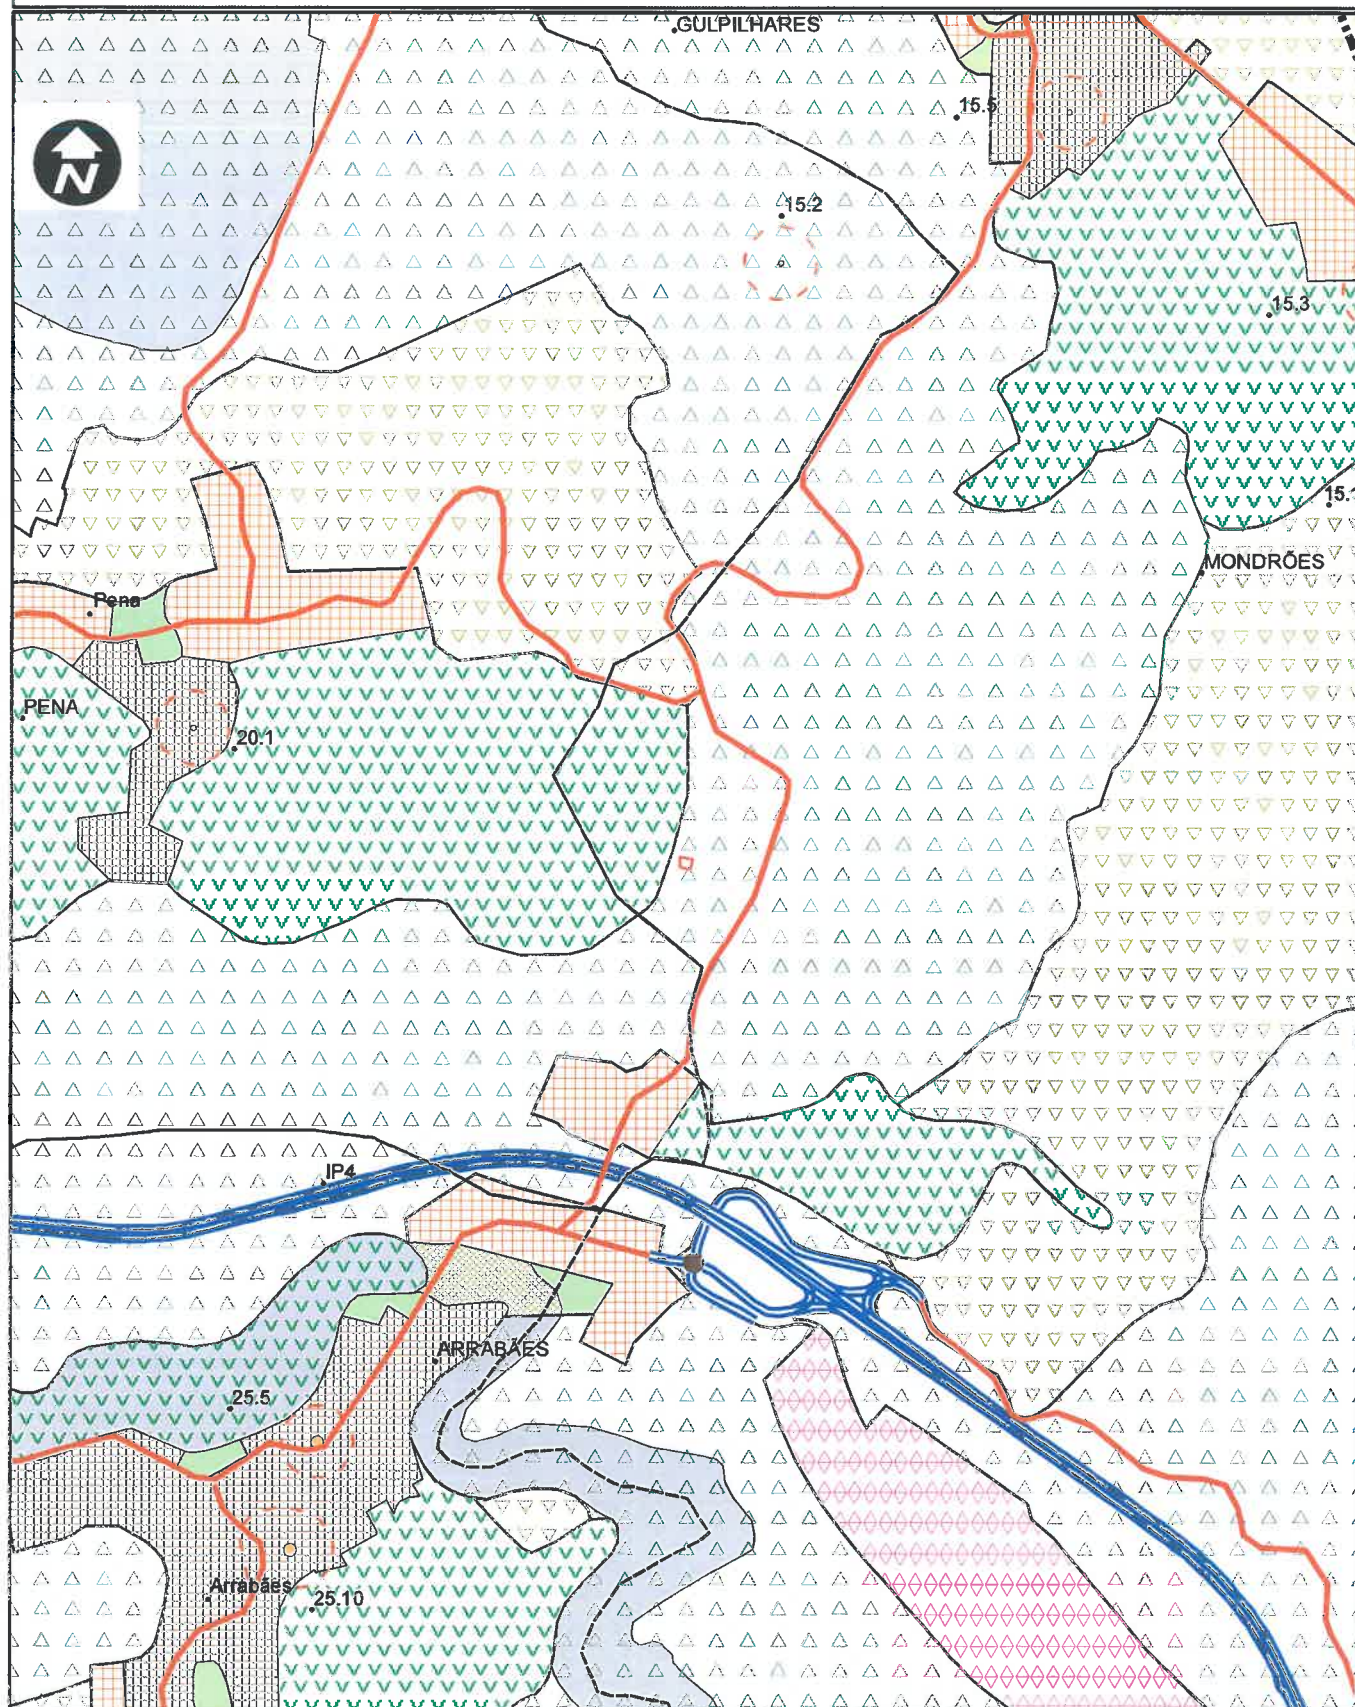 GULPILHARES
15.5
N
15.2
15.3
15.1
MONDRÕES
Pena
PENA
20.1
IP4
ARRABÃES
25.5
Arrabães
25.10